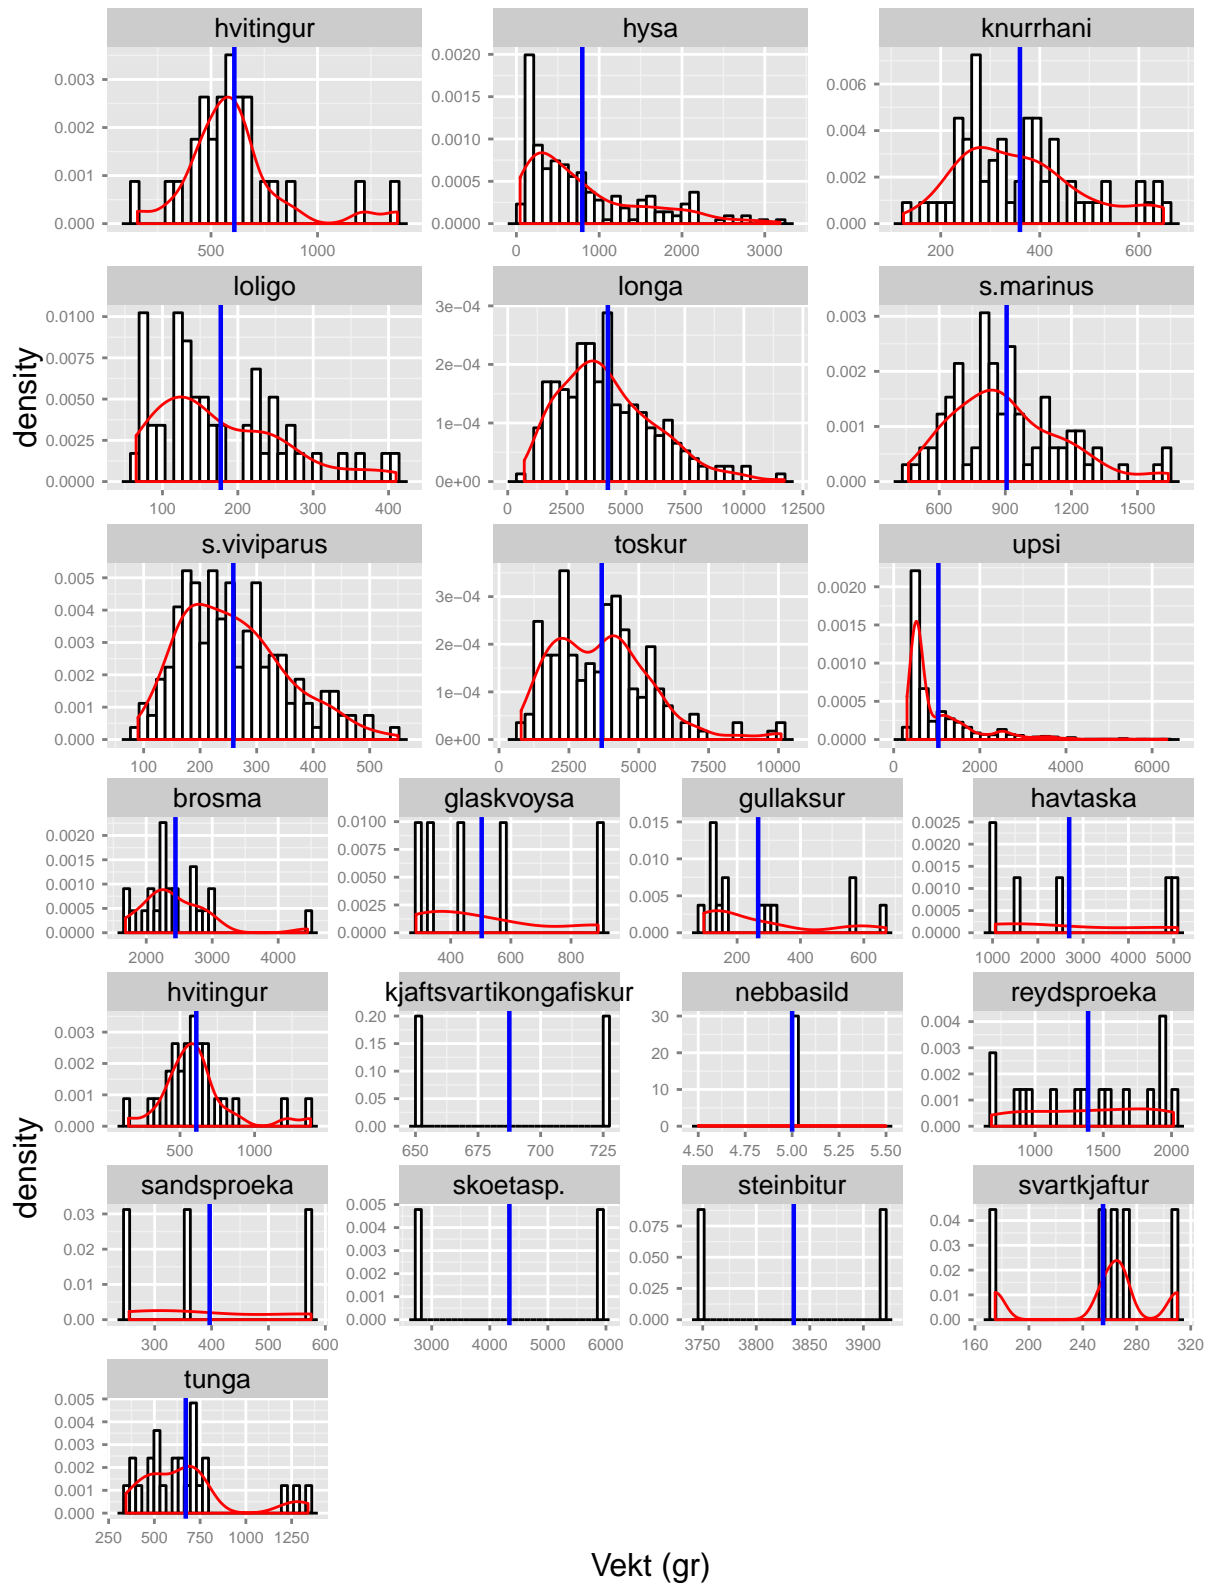 hvitingur hysa knurrhani
0.003 0.002 0.001 0.000
0.0020 0.0015 0.0010 0.0005 0.0000
0.006 0.004 0.002 0.000
500 1000
0 1000 2000 3000
200 400 600
loligo longa s.marinus
0.0100 0.0075 0.0050 0.0025 0.0000
3e−04 2e−04 1e−04 0e+00
0.003 0.002 0.001 0.000
100 200 300 400
0 2500 5000 7500 10000 12500
600 900 1200 1500
density
s.viviparus toskur upsi
0.005 0.004 0.003 0.002 0.001 0.000
3e−04 2e−04 1e−04 0e+00
0.0020 0.0015 0.0010 0.0005 0.0000
100 200 300 400 500
0 2500 5000 7500 10000
0 2000 4000 6000
brosma glaskvoysa gullaksur havtaska
0.0020 0.0015 0.0010 0.0005 0.0000
0.0100 0.0075 0.0050 0.0025 0.0000
0.015 0.010 0.005 0.000
0.0025 0.0020 0.0015 0.0010 0.0005 0.0000
2000 3000 4000
400 600 800
200 400 600
1000 2000 3000 4000 5000
hvitingur kjaftsvartikongafiskur nebbasild reydsproeka
0.003 0.002 0.001 0.000
0.20 0.15 0.10 0.05 0.00
30 20 10 0
0.004 0.003 0.002 0.001 0.000
500 1000
650 675 700 725
4.50 4.75 5.00 5.25 5.50
1000 1500 2000
density
sandsproeka skoetasp. steinbitur svartkjaftur
0.03 0.02 0.01 0.00
0.005 0.004 0.003 0.002 0.001 0.000
0.075 0.050 0.025 0.000
0.04 0.03 0.02 0.01 0.00
300 400 500 600
3000 4000 5000 6000
3750 3800 3850 3900
160 200 240 280 320
tunga
0.005 0.004 0.003 0.002 0.001 0.000
250 500 750 1000 1250
Vekt (gr)